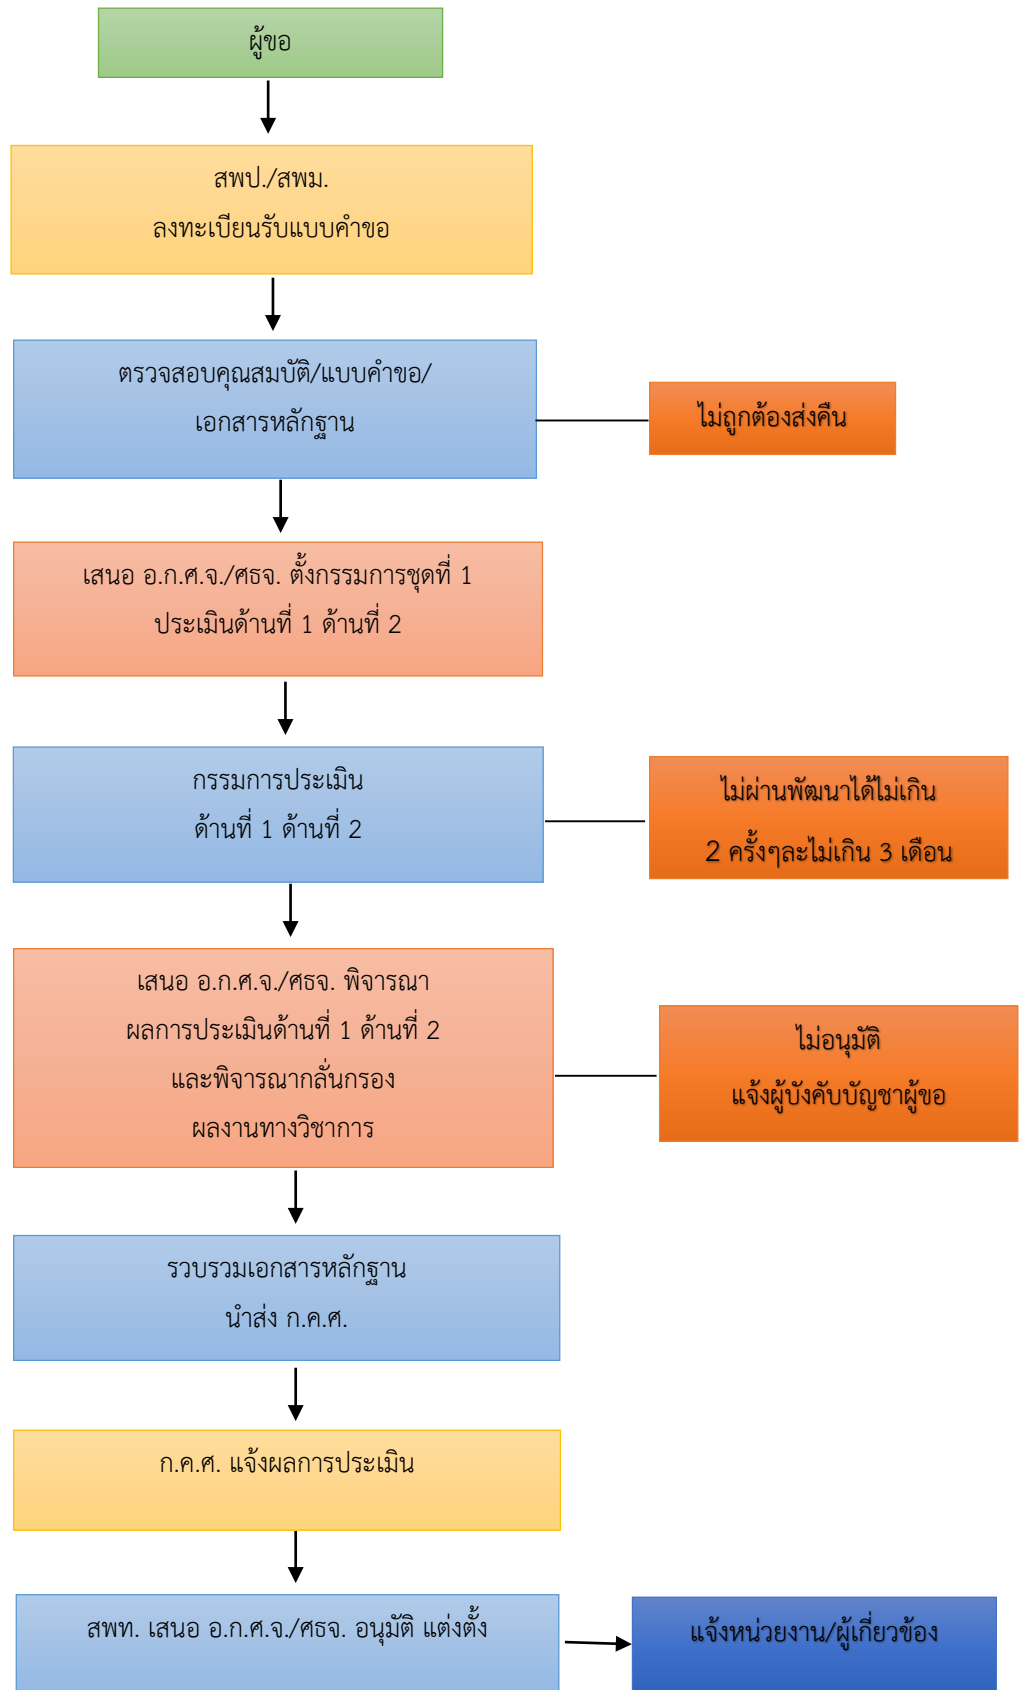 ผู้ขอ
สพป./สพม.
ลงทะเบียนรับแบบคำขอ
ตรวจสอบคุณสมบัติ/แบบคำขอ/
เอกสารหลักฐาน
ไม่ถูกต้องส่งคืน
เสนอ อ.ก.ศ.จ./ศธจ. ตั้งกรรมการชุดที่ 1
ประเมินด้านที่ 1 ด้านที่ 2
กรรมการประเมิน
ด้านที่ 1 ด้านที่ 2
ไม่ผ่านพัฒนาได้ไม่เกิน
2 ครั้งๆละไม่เกิน 3 เดือน
เสนอ อ.ก.ศ.จ./ศธจ. พิจารณา
ผลการประเมินด้านที่ 1 ด้านที่ 2
และพิจารณากลั่นกรอง
ผลงานทางวิชาการ
ไม่อนุมัติ
แจ้งผู้บังคับบัญชาผู้ขอ
รวบรวมเอกสารหลักฐาน
นำส่ง ก.ค.ศ.
ก.ค.ศ. แจ้งผลการประเมิน
สพท. เสนอ อ.ก.ศ.จ./ศธจ. อนุมัติ แต่งตั้ง
แจ้งหน่วยงาน/ผู้เกี่ยวข้อง